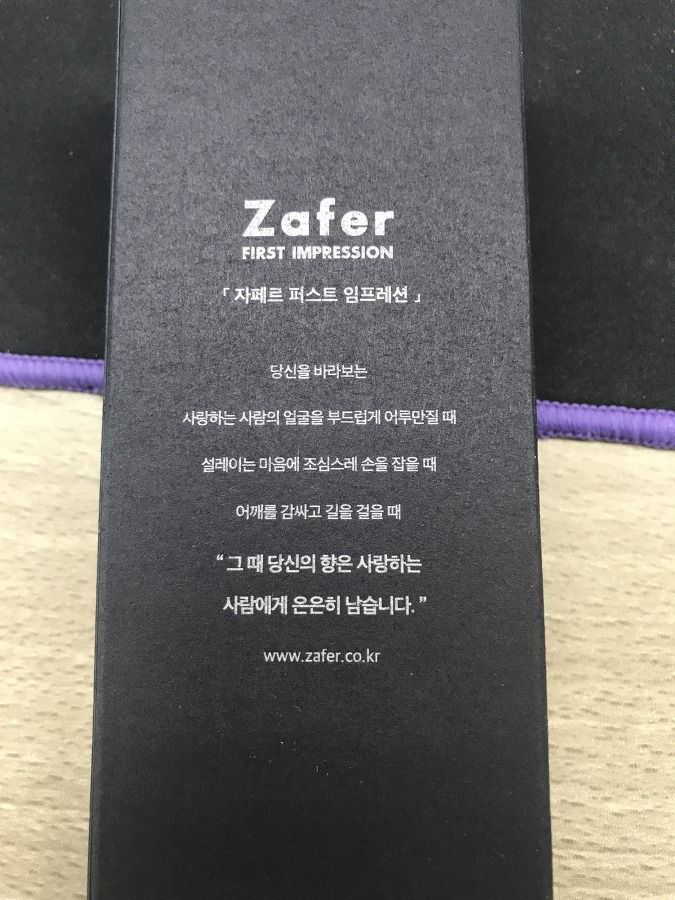 Zafer
FIRST IMPRESSION
「 자페르 퍼스트 임프레션 」
당신을 바라보는
사랑하는 사람의 얼굴을 부드럽게 어루만질 때
설레이는 마음에 조심스레 손을 잡을 때
어깨를 감싸고 길을 걸을 때
“ 그 때 당신의 향은 사랑하는
사람에게 은은히 남습니다. ”
www.zafer.co.kr